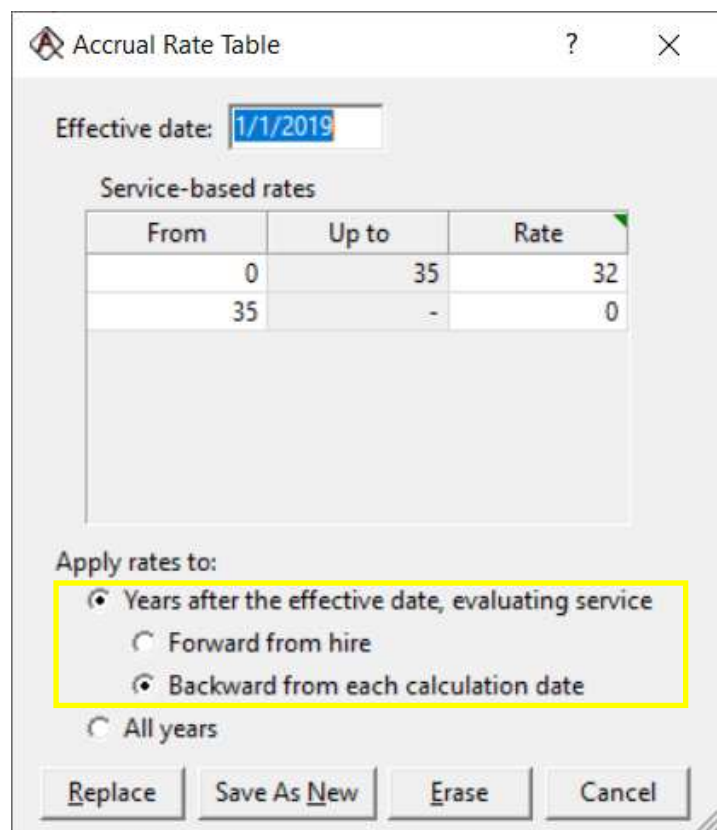 Accrual Rate Table ? ×
Effective date: 1/1/2019
Service-based rates
From Up to Rate
0 35 32
35 - 0
Apply rates to:
Years after the effective date, evaluating service
Forward from hire
Backward from each calculation date
All years
Replace Save As New Erase Cancel